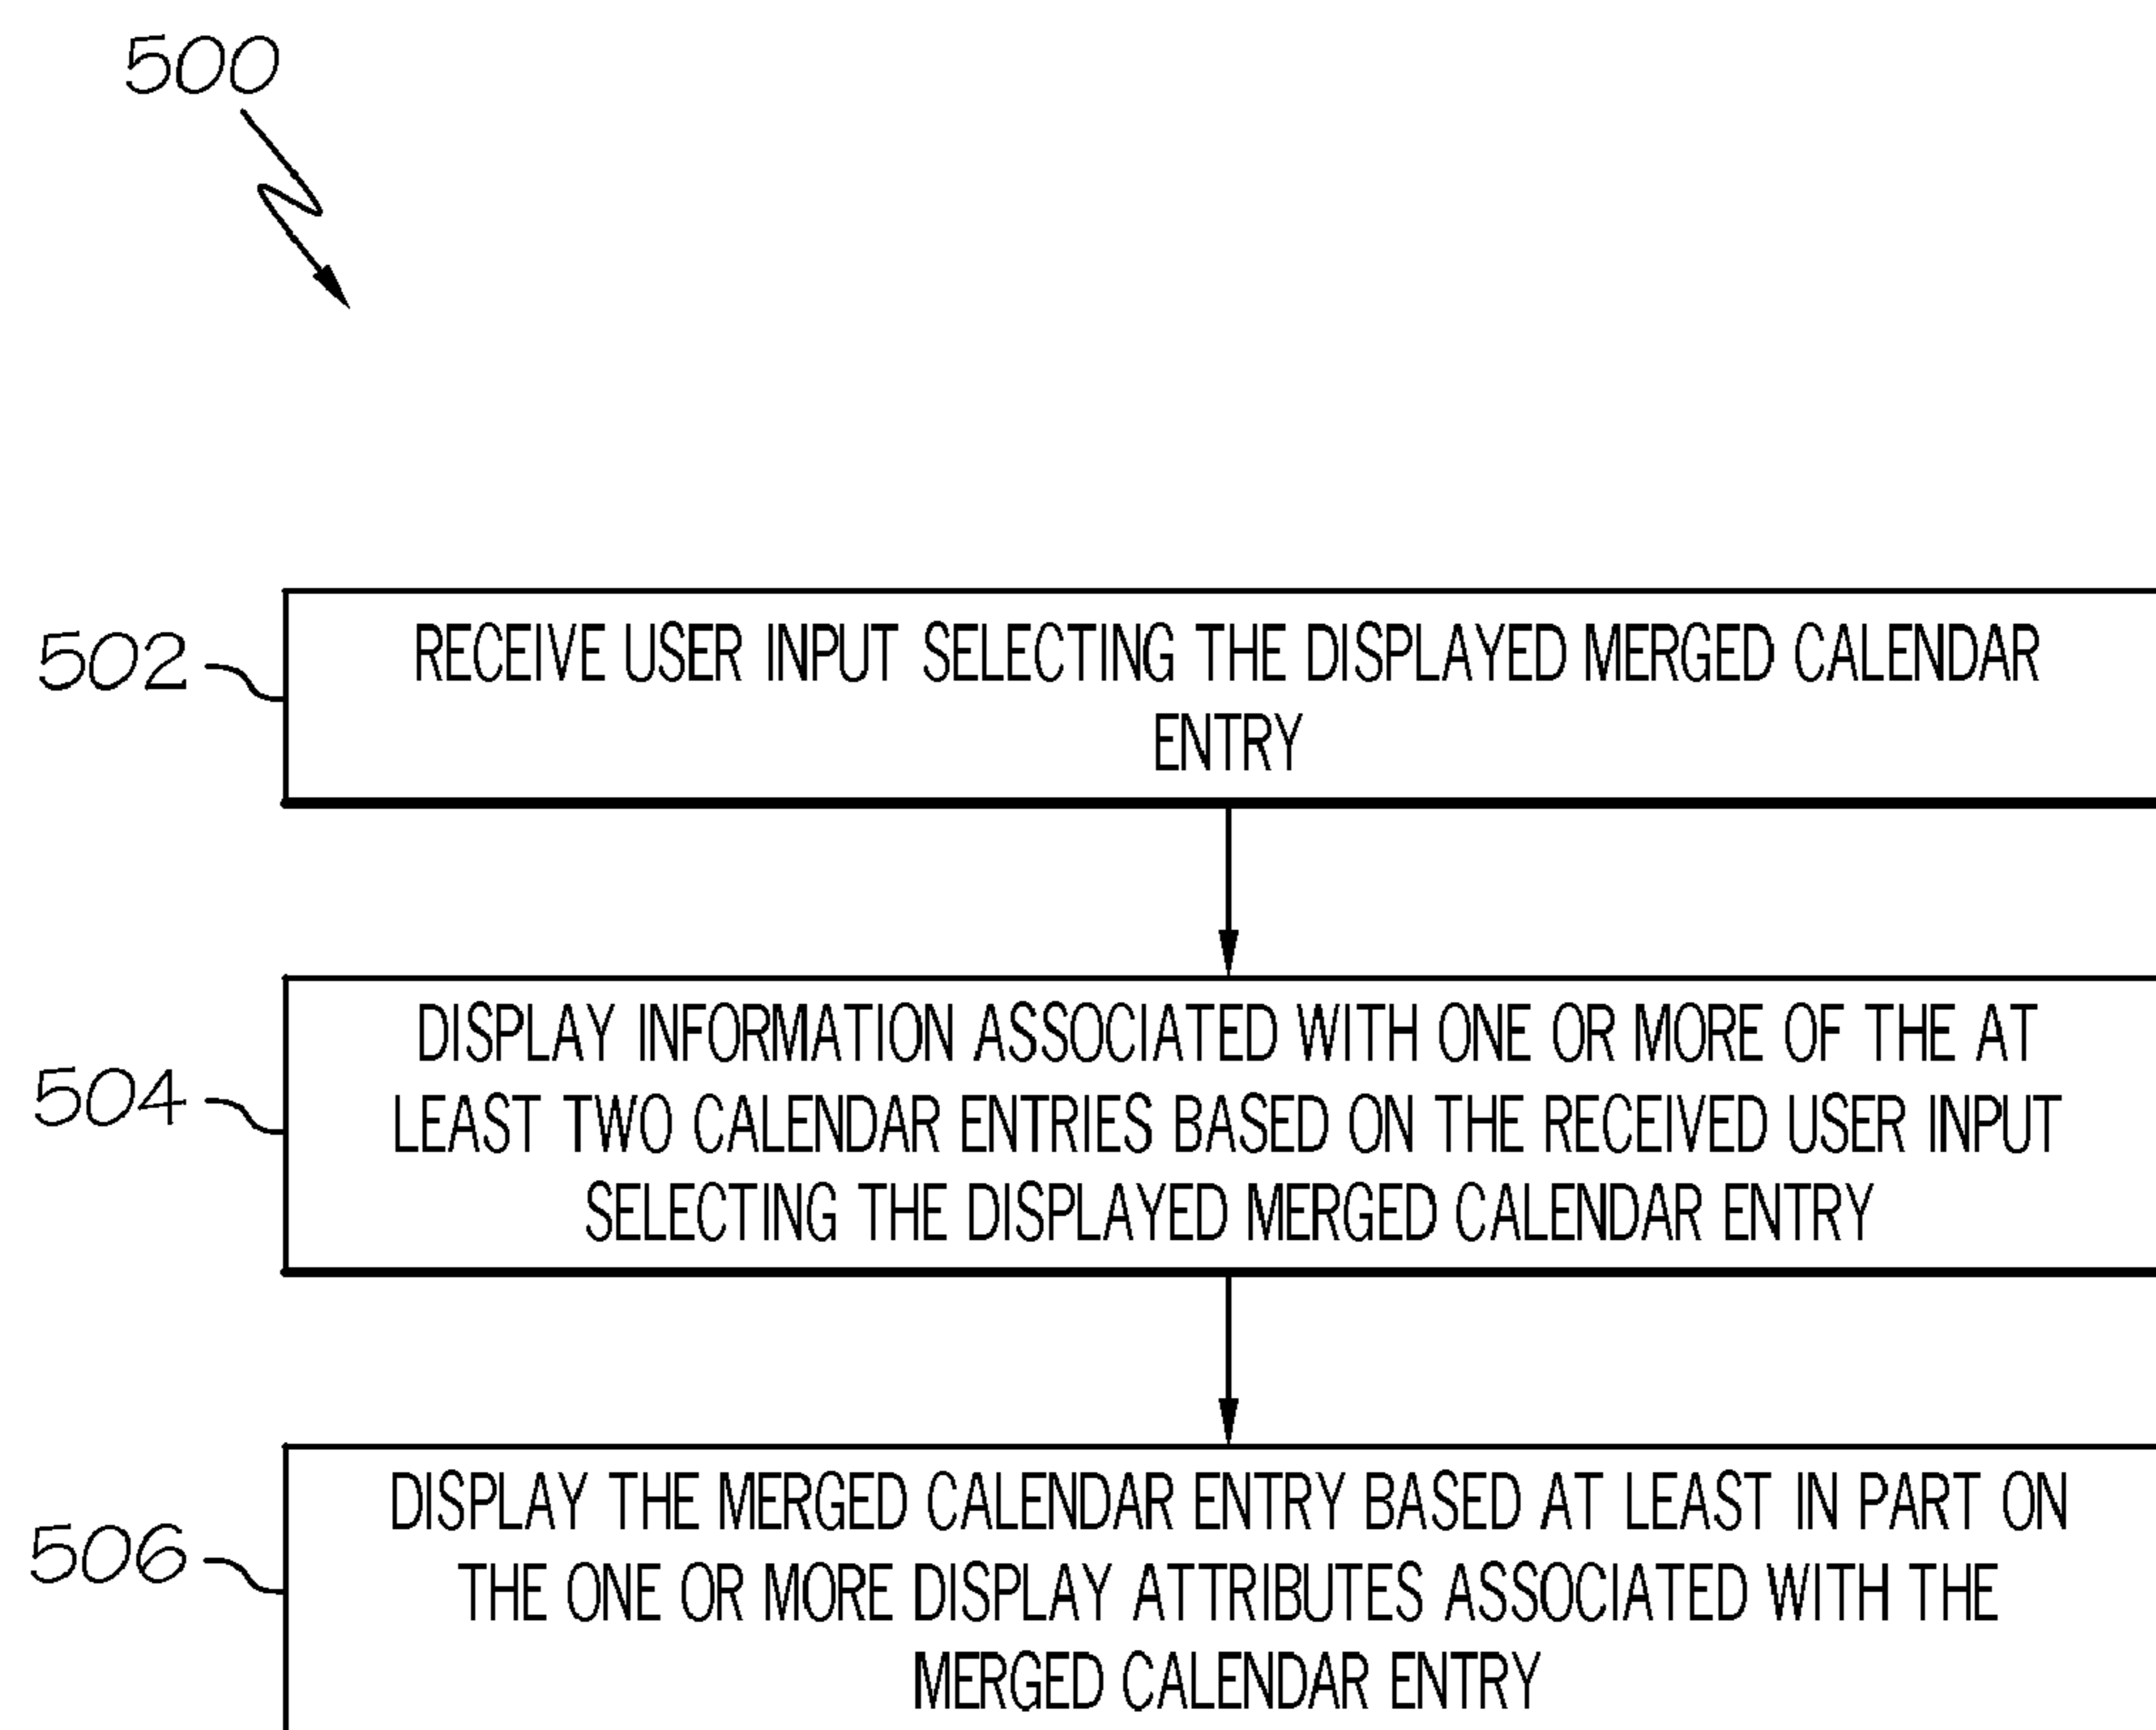 500
502
RECEIVE USER INPUT SELECTING THE DISPLAYED MERGED CALENDAR
ENTRY
504
DISPLAY INFORMATION ASSOCIATED WITH ONE OR MORE OF THE AT
LEAST TWO CALENDAR ENTRIES BASED ON THE RECEIVED USER INPUT
SELECTING THE DISPLAYED MERGED CALENDAR ENTRY
506
DISPLAY THE MERGED CALENDAR ENTRY BASED AT LEAST IN PART ON
THE ONE OR MORE DISPLAY ATTRIBUTES ASSOCIATED WITH THE
MERGED CALENDAR ENTRY